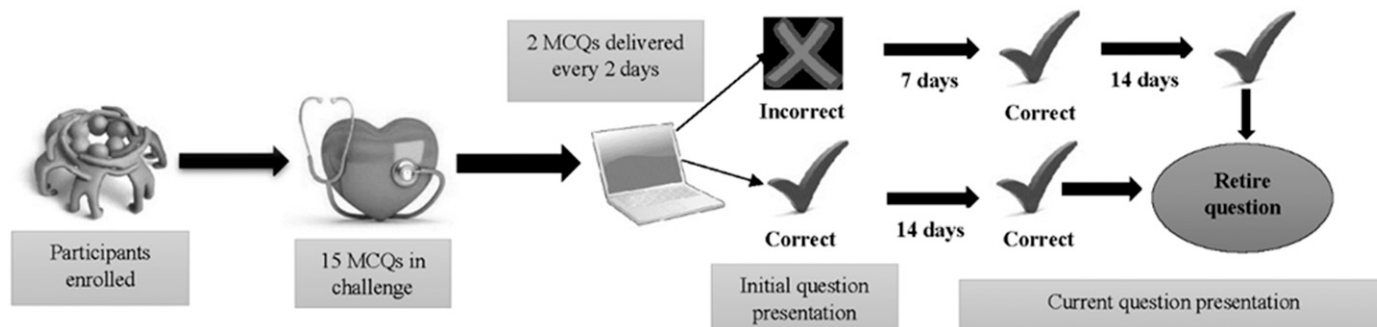 Participants
enrolled
15 MCQs in
challenge
2 MCQs delivered
every 2 days
Incorrect
7 days
Correct
14 days
Correct
14 days
Correct
Retire
question
Initial question
presentation
Current question presentation